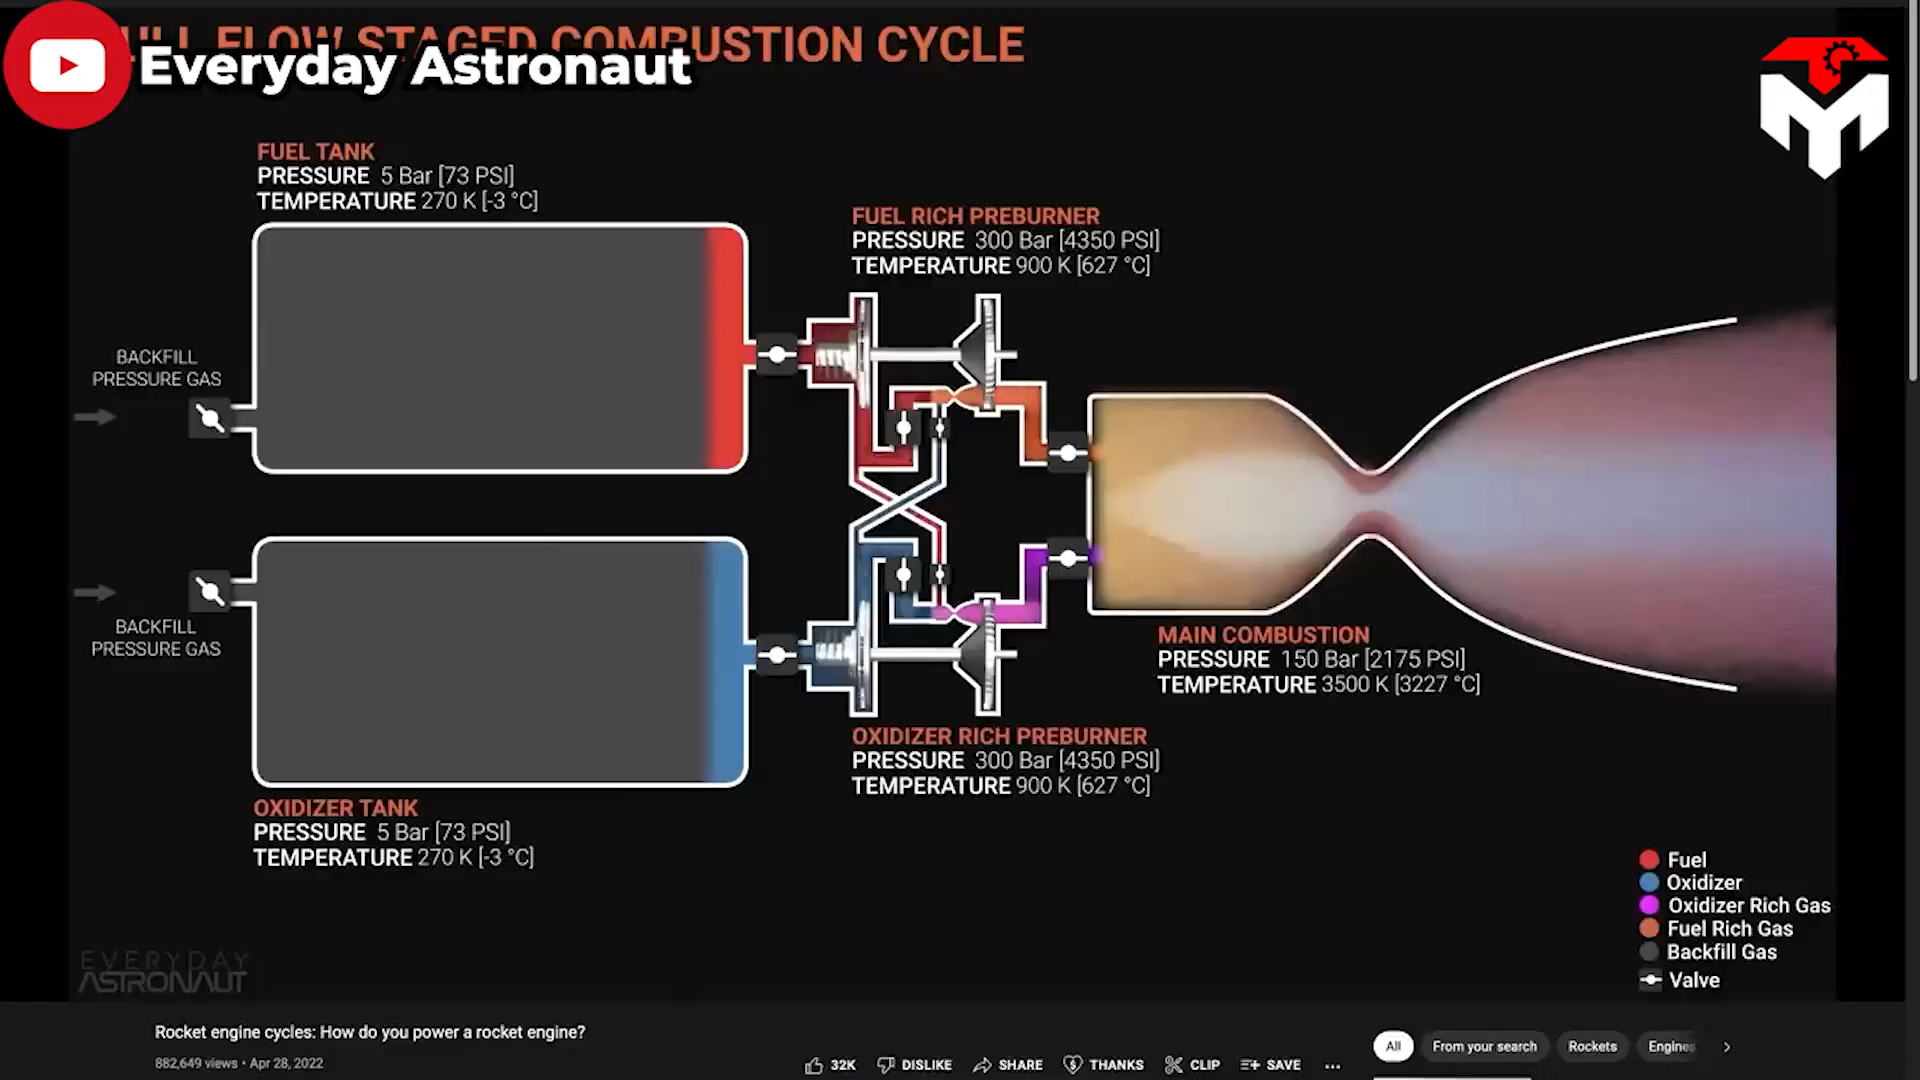 FULL FLOW STAGED COMBUSTION CYCLE
Everyday Astronaut
FUEL TANK
PRESSURE 5 Bar [73 PSI]
TEMPERATURE 270 K [-3 °C]
FUEL RICH PREBURNER
PRESSURE 300 Bar [4350 PSI]
TEMPERATURE 900 K [627 °C]
BACKFILL
PRESSURE GAS
BACKFILL
PRESSURE GAS
MAIN COMBUSTION
PRESSURE 150 Bar [2175 PSI]
TEMPERATURE 3500 K [3227 °C]
OXIDIZER RICH PREBURNER
PRESSURE 300 Bar [4350 PSI]
TEMPERATURE 900 K [627 °C]
OXIDIZER TANK
PRESSURE 5 Bar [73 PSI]
TEMPERATURE 270 K [-3 °C]
Fuel
Oxidizer
Oxidizer Rich Gas
Fuel Rich Gas
Backfill Gas
Valve
EVERYDAY
ASTRONAUT
Rocket engine cycles: How do you power a rocket engine?
882,649 views • Apr 28, 2022
32K DISLIKE SHARE THANKS CLIP SAVE ...
All From your search Rockets Engines